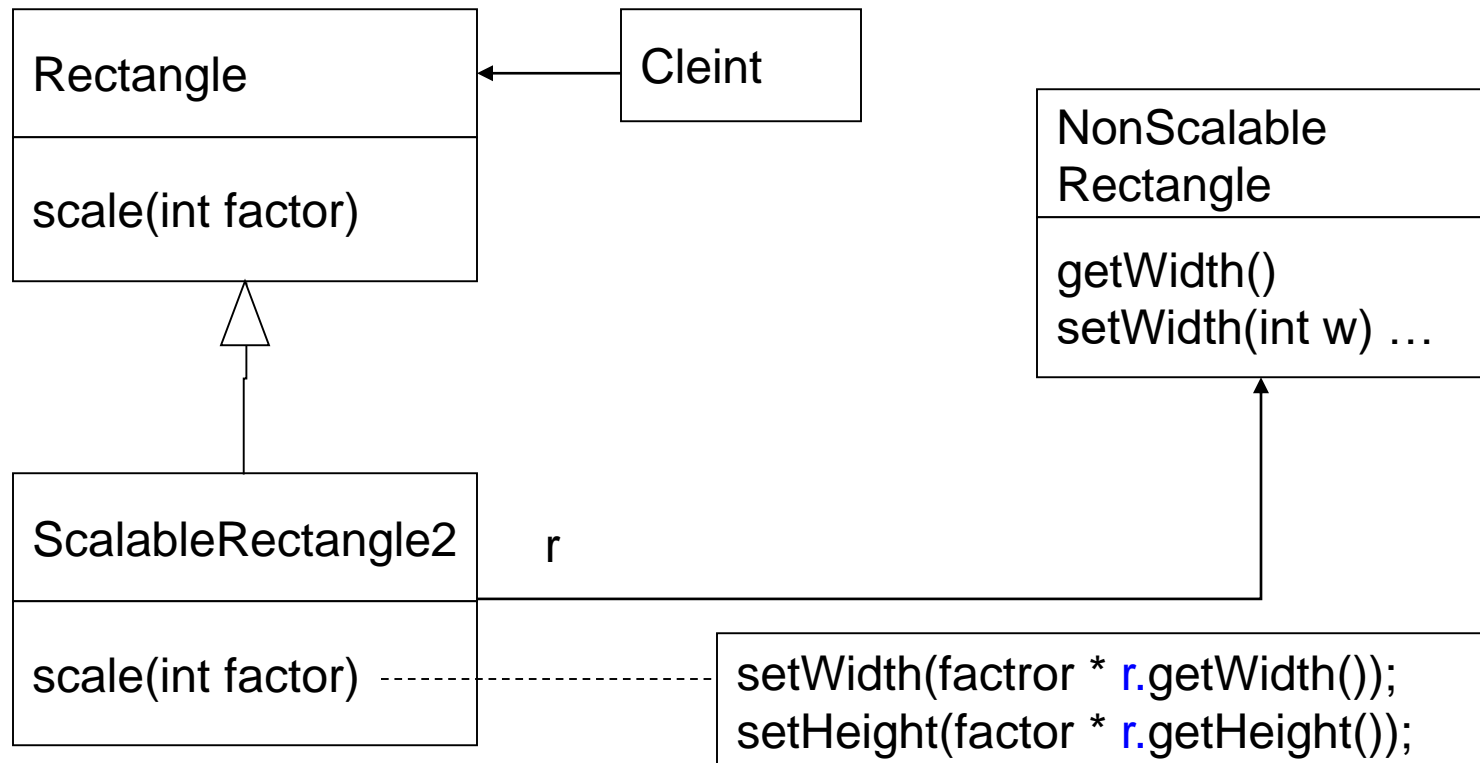 Rectangle
scale(int factor)
Cleint
NonScalable
Rectangle
getWidth()
setWidth(int w) …
ScalableRectangle2
scale(int factor)
r
setWidth(factror * r.getWidth());
setHeight(factor * r.getHeight());